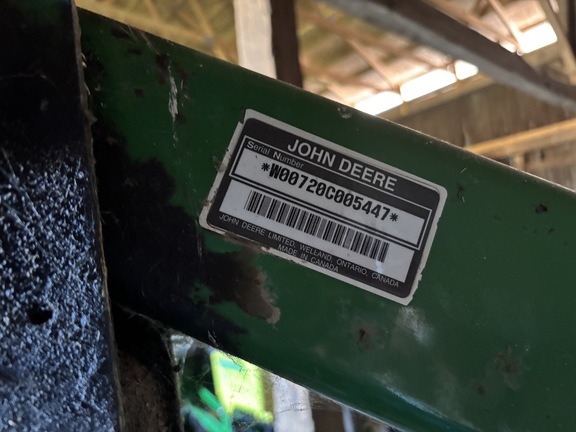 JOHN DEERE
Serial Number
*W00720C005447*
JOHN DEERE LIMITED, WELLAND, ONTARIO, CANADA
MADE IN CANADA